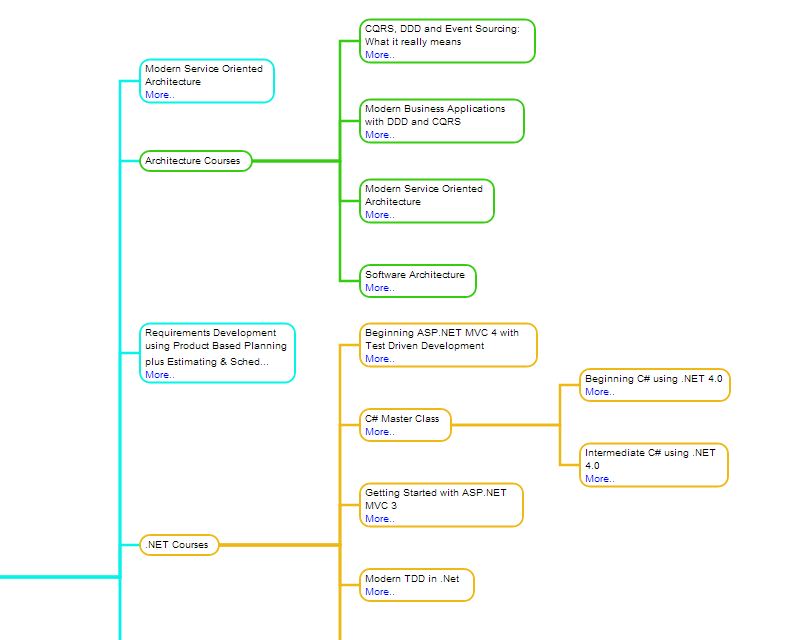 CQRS, DDD and Event Sourcing:
What it really means
More..
Modern Service Oriented
Architecture
More..
Modern Business Applications
with DDD and CQRS
More..
Architecture Courses
Modern Service Oriented
Architecture
More..
Software Architecture
More..
Requirements Development
using Product Based Planning
plus Estimating & Sched...
More..
Beginning ASP.NET MVC 4 with
Test Driven Development
More..
Beginning C# using .NET 4.0
More..
C# Master Class
More..
Intermediate C# using .NET
4.0
More..
Getting Started with ASP.NET
MVC 3
More..
.NET Courses
Modern TDD in .Net
More..